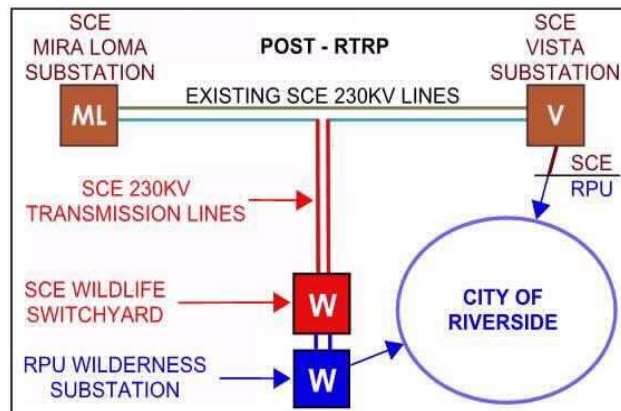 SCE
MIRA LOMA
SUBSTATION
POST - RTRP
SCE
VISTA
SUBSTATION
EXISTING SCE 230KV LINES
ML
V
SCE
RPU
SCE 230KV
TRANSMISSION LINES
SCE WILDLIFE
SWITCHYARD
W
CITY OF
RIVERSIDE
RPU WILDERNESS
SUBSTATION
W